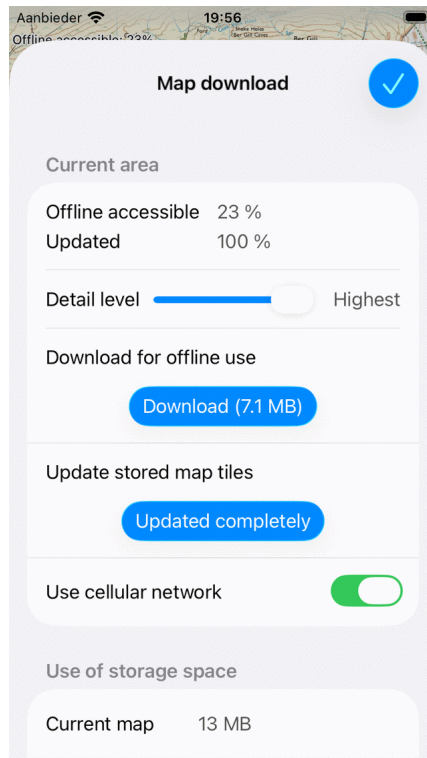 Aanbieder 19:56
Offline accessible: 23%
Map download
Current area
Offline accessible 23 %
Updated 100 %
Detail level Highest
Download for offline use
Download (7.1 MB)
Update stored map tiles
Updated completely
Use cellular network
Use of storage space
Current map 13 MB